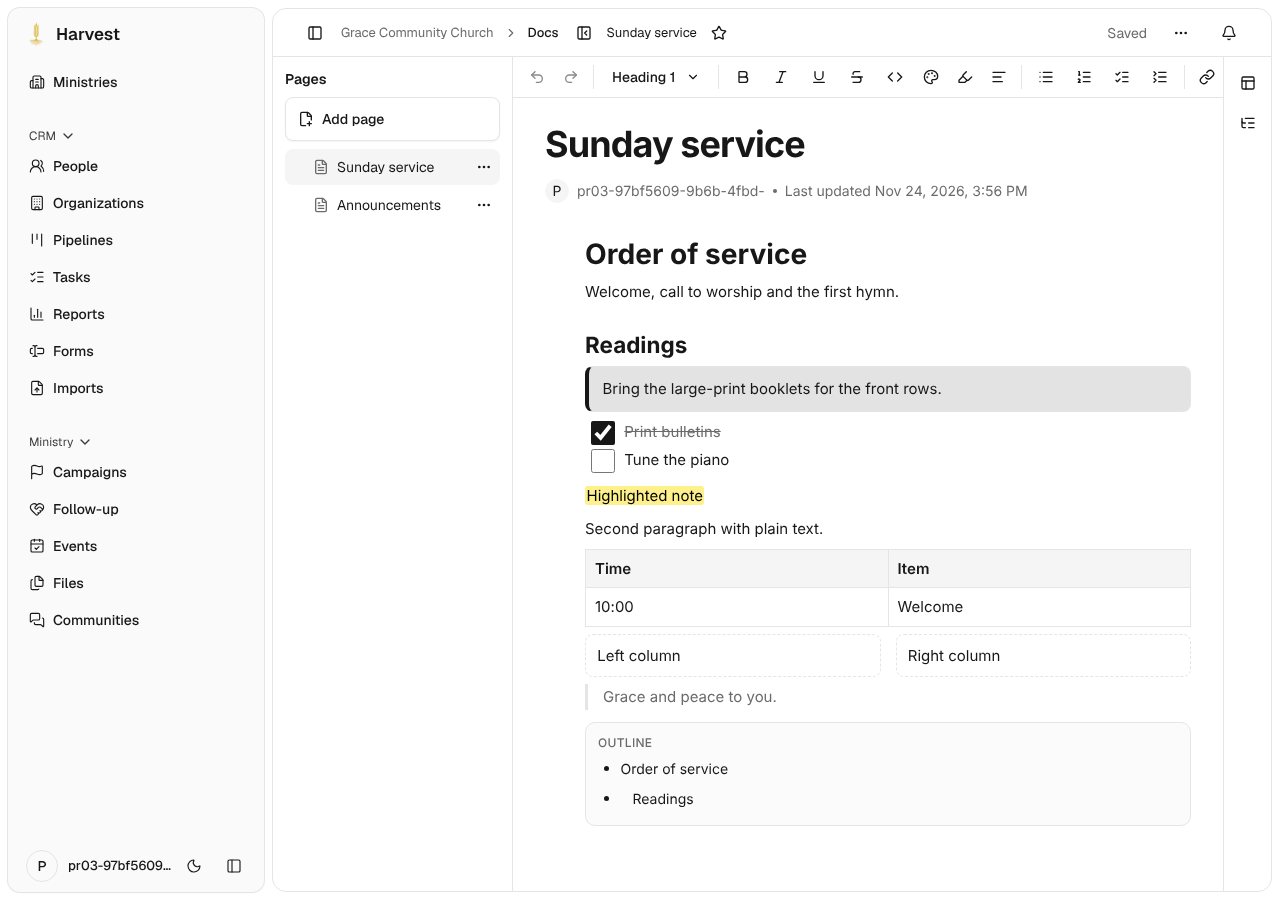 Harvest
Ministries
CRM
People
Organizations
Pipelines
Tasks
Reports
Forms
Imports
Ministry
Campaigns
Follow-up
Events
Files
Communities
P pr03-97bf5609...
Grace Community Church > Docs Sunday service
Saved
Pages
Add page
Sunday service
Announcements
Heading 1
Sunday service
P pr03-97bf5609-9b6b-4fbd- • Last updated Nov 24, 2026, 3:56 PM
Order of service
Welcome, call to worship and the first hymn.
Readings
Bring the large-print booklets for the front rows.
Print bulletins
Tune the piano
Highlighted note
Second paragraph with plain text.
Time Item
10:00 Welcome
Left column Right column
Grace and peace to you.
OUTLINE
• Order of service
• Readings